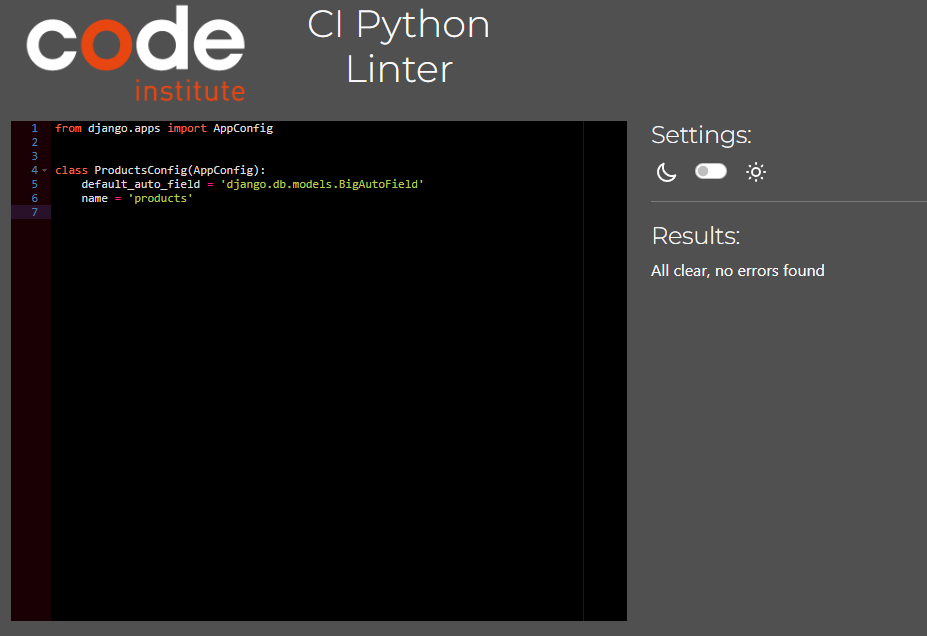 code
institute
CI Python
Linter
1 from django.apps import AppConfig
2
3
4 class ProductsConfig(AppConfig):
5     default_auto_field = 'django.db.models.BigAutoField'
6     name = 'products'
7
Settings:
Results:
All clear, no errors found